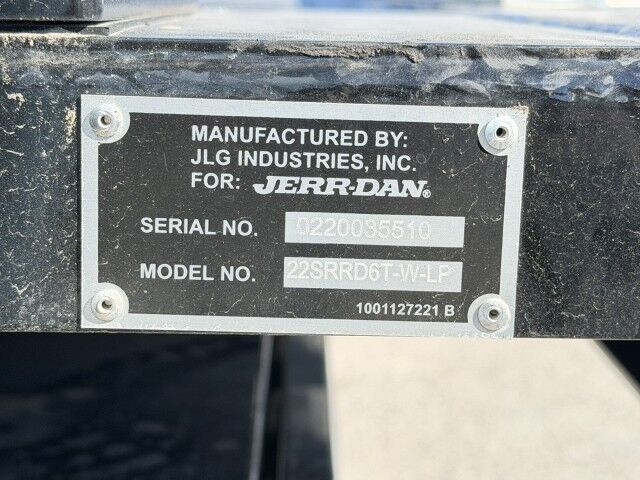 MANUFACTURED BY:
JLG INDUSTRIES, INC.
FOR: JERR-DAN®
SERIAL NO. 0220035510
MODEL NO. 22SRRD6T-W-LP
1001127221 B